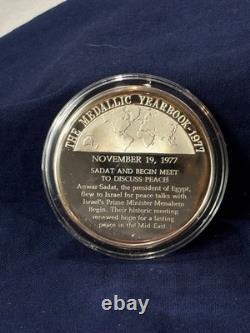 THE MEDALLIC YEARBOOK-1977
NOVEMBER 19, 1977
SADAT AND BEGIN MEET
TO DISCUSS PEACE
Anwar Sadat, the president of Egypt,
flew to Israel for peace talks with
Israel's Prime Minister Menahem
Begin. Their historic meeting
renewed hope for a lasting
peace in the Mid-East.
ebay